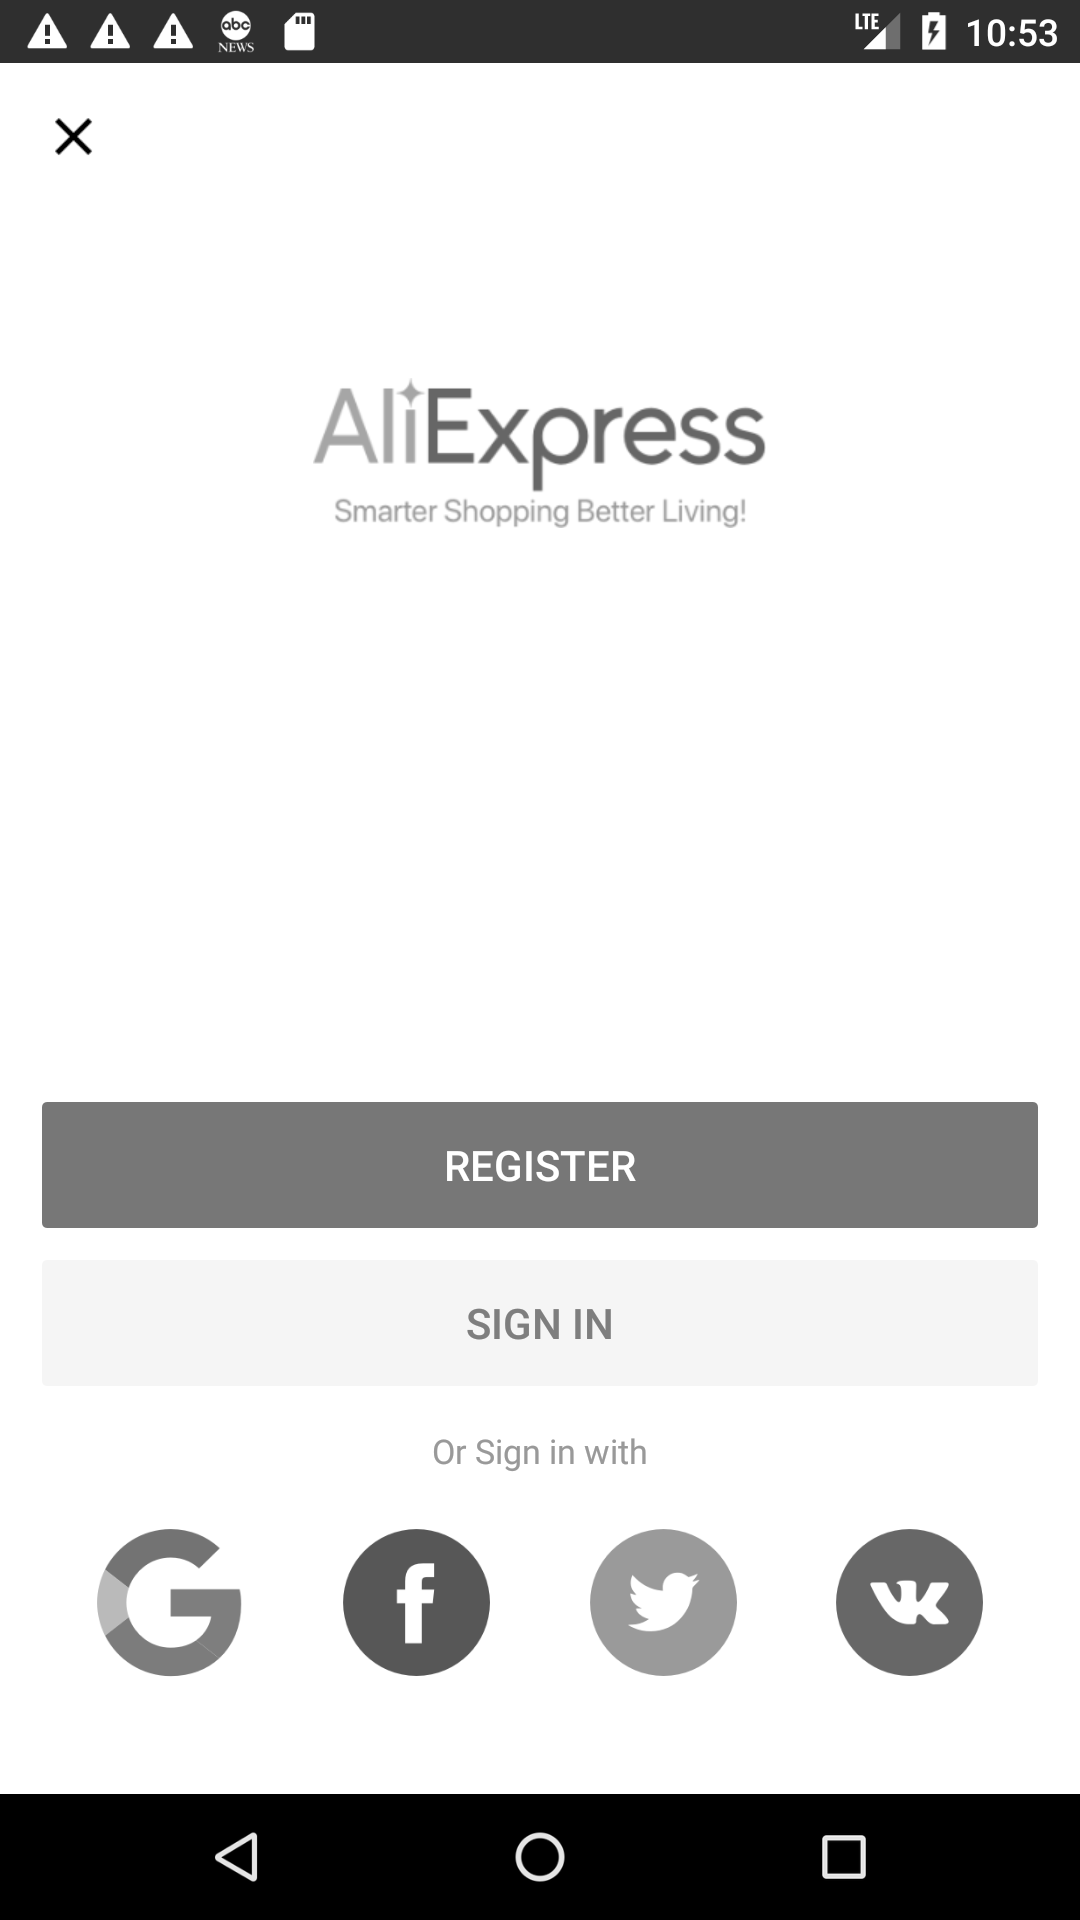 abc
NEWS
LTE
10:53
AliExpress
Smarter Shopping Better Living!
REGISTER
SIGN IN
Or Sign in with